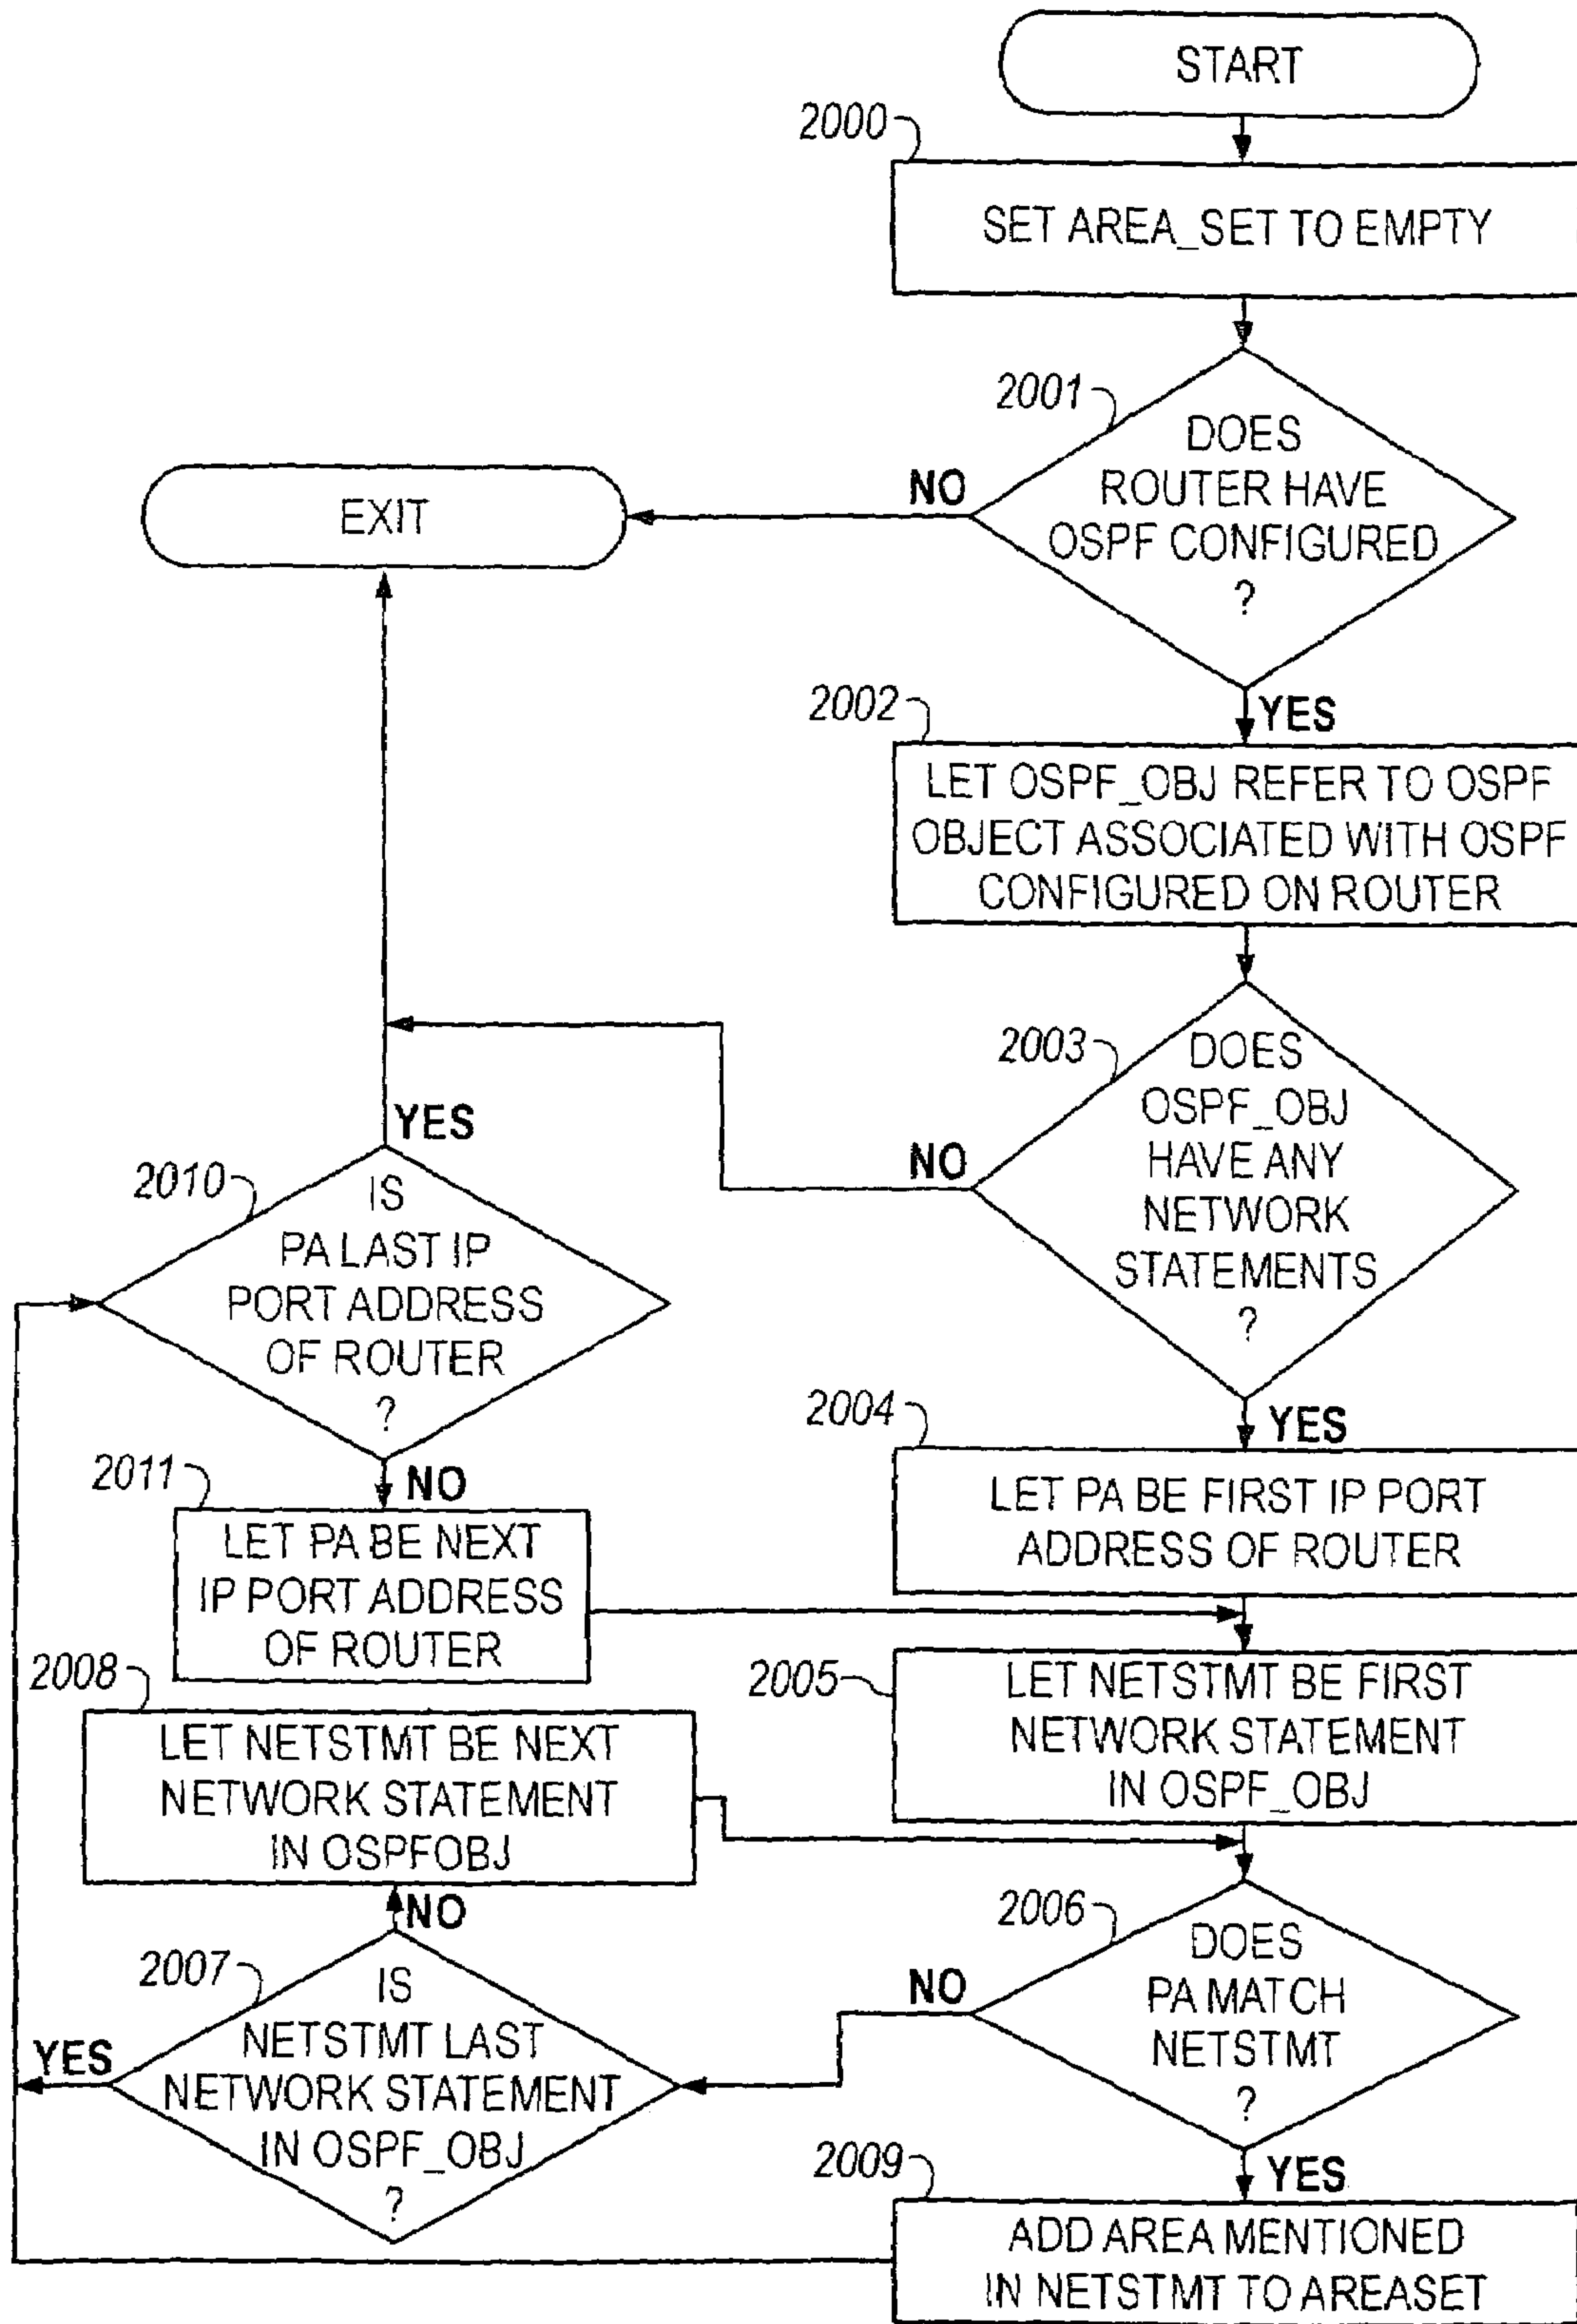 START
2000
SET AREA_SET TO EMPTY
2001
DOES
ROUTER HAVE
OSPF CONFIGURED
?
NO
EXIT
YES
2002
LET OSPF_OBJ REFER TO OSPF
OBJECT ASSOCIATED WITH OSPF
CONFIGURED ON ROUTER
2003
DOES
OSPF_OBJ
HAVE ANY
NETWORK
STATEMENTS
?
NO
YES
2004
LET PA BE FIRST IP PORT
ADDRESS OF ROUTER
2005
LET NETSTMT BE FIRST
NETWORK STATEMENT
IN OSPF_OBJ
2006
DOES
PA MATCH
NETSTMT
?
NO
YES
2009
ADD AREA MENTIONED
IN NETSTMT TO AREASET
2007
IS
NETSTMT LAST
NETWORK STATEMENT
IN OSPF_OBJ
?
YES
NO
2008
LET NETSTMT BE NEXT
NETWORK STATEMENT
IN OSPFOBJ
2010
IS
PA LAST IP
PORT ADDRESS
OF ROUTER
?
YES
NO
2011
LET PA BE NEXT
IP PORT ADDRESS
OF ROUTER